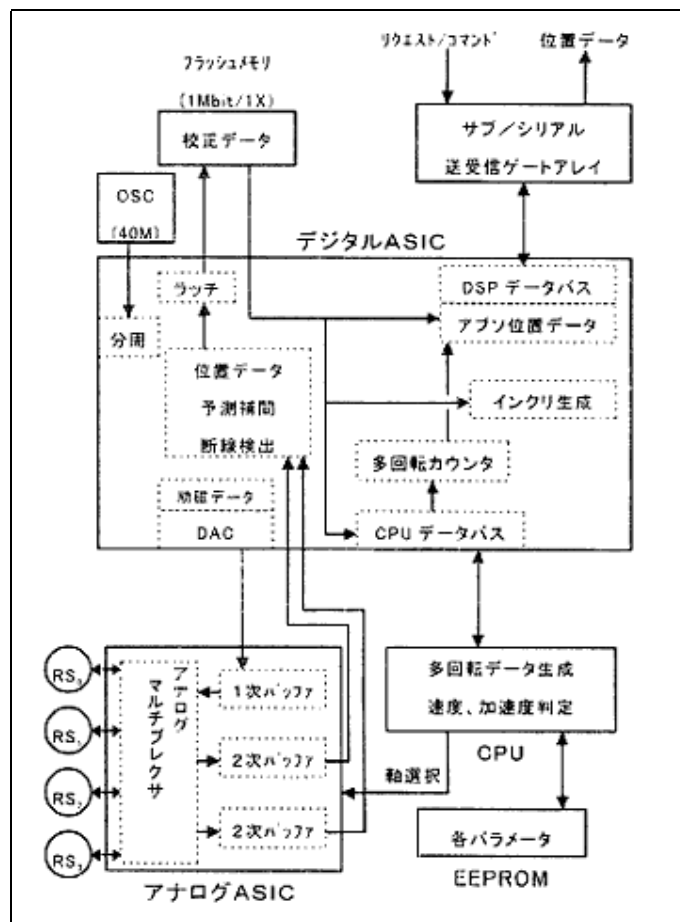 リクエスト/コマンド
位置データ
フラッシュメモリ
(1Mbit/1X)
校正データ
サブ/シリアル
送受信ゲートアレイ
OSC
(40M)
デジタルASIC
ラッチ
DSP データバス
アブソ位置データ
分周
位置データ
予測補間
断線検出
インクリ生成
多回転カウンタ
励磁データ
DAC
CPU データバス
アナログ
マルチプレクサ
1次バッファ
2次バッファ
2次バッファ
多回転データ生成
速度、加速度判定
CPU
軸選択
各パラメータ
EEPROM
アナログASIC